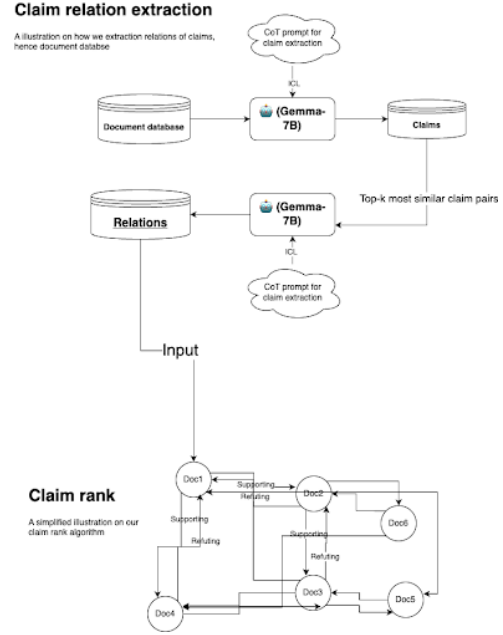 Claim relation extraction
A illustration on how we extraction relations of claims,
hence document databse
CoT prompt for
claim extraction
ICL
Document database
(Gemma-
7B)
Claims
Top-k most similar claim pairs
Relations
(Gemma-
7B)
ICL
CoT prompt for
claim extraction
Input
Claim rank
A simplified illustration on our
claim rank algorithm
Doc1
Supporting
Refuting
Doc2
Doc6
Supporting
Refuting
Supporting
Refuting
Doc3
Doc5
Doc4